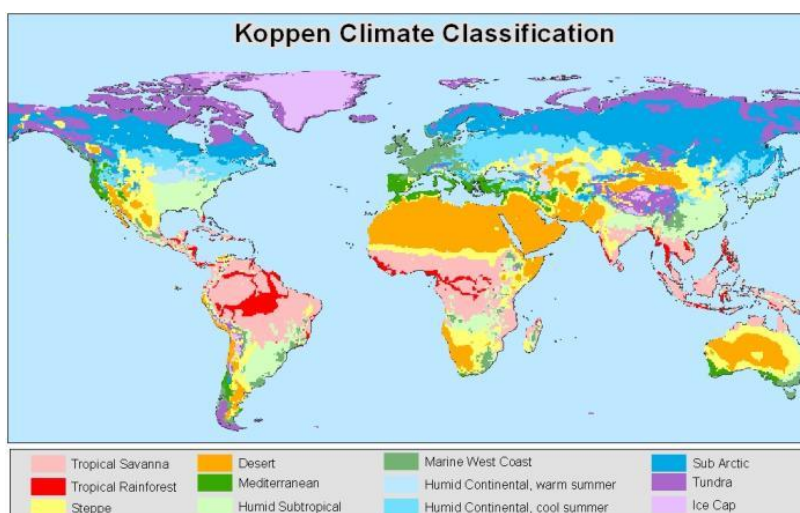 Koppen Climate Classification
Tropical Savanna
Tropical Rainforest
Steppe
Desert
Mediterranean
Humid Subtropical
Marine West Coast
Humid Continental, warm summer
Humid Continental, cool summer
Sub Arctic
Tundra
Ice Cap